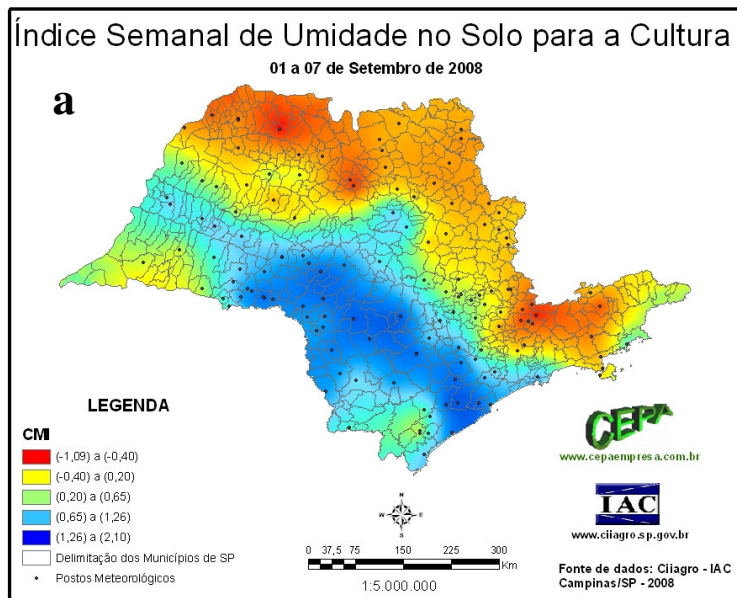 Índice Semanal de Umidade no Solo para a Cultura
01 a 07 de Setembro de 2008
a
LEGENDA
CMI
(-1,09) a (-0,40)
(-0,40) a (0,20)
(0,20) a (0,65)
(0,65) a (1,26)
(1,26) a (2,10)
Delimitação dos Municípios de SP
Postos Meteorológicos
N
W E
S
0 37,5 75 150 225 300
Km
1:5.000.000
CEPA
www.cepaempresa.com.br
IAC
www.ciiagro.sp.gov.br
Fonte de dados: Ciiagro - IAC
Campinas/SP - 2008